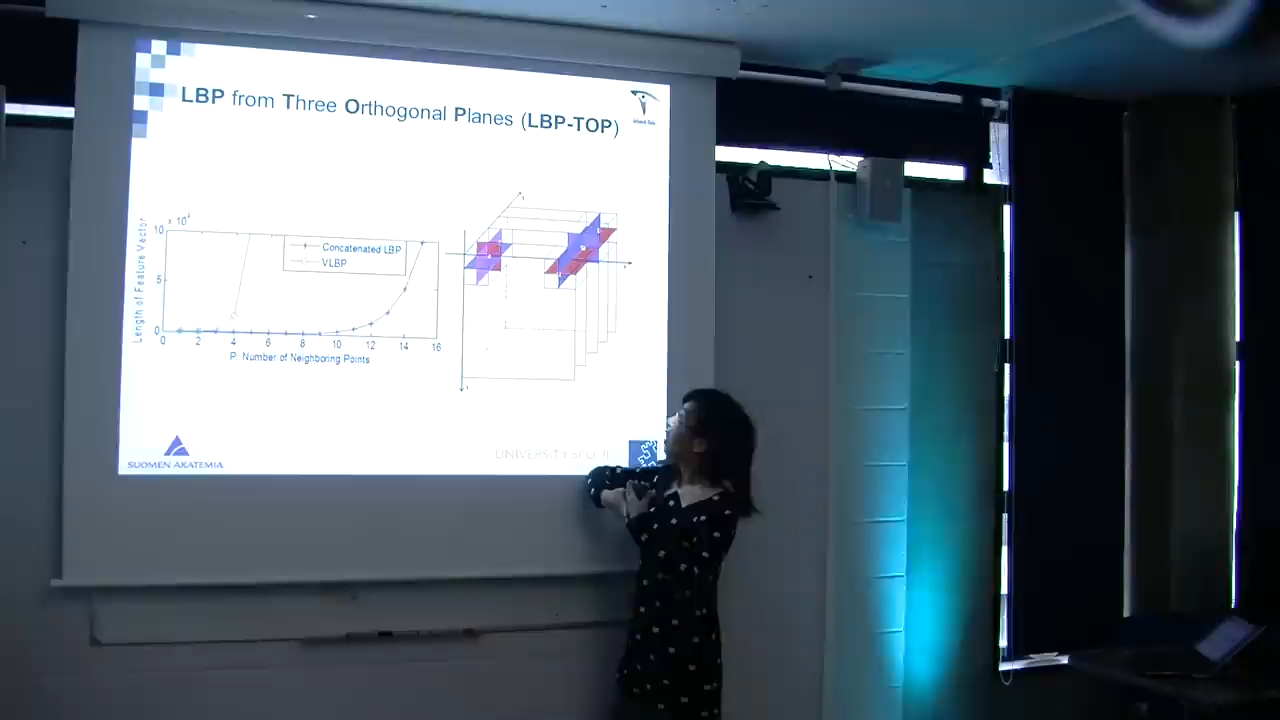 LBP from Three Orthogonal Planes (LBP-TOP)
x 10⁴
Length of Feature Vector
10
5
0
Concatenated LBP
VLBP
0 2 4 6 8 10 12 14 16
P: Number of Neighboring Points
SUOMEN AKATEMIA
UNIVERSITY of